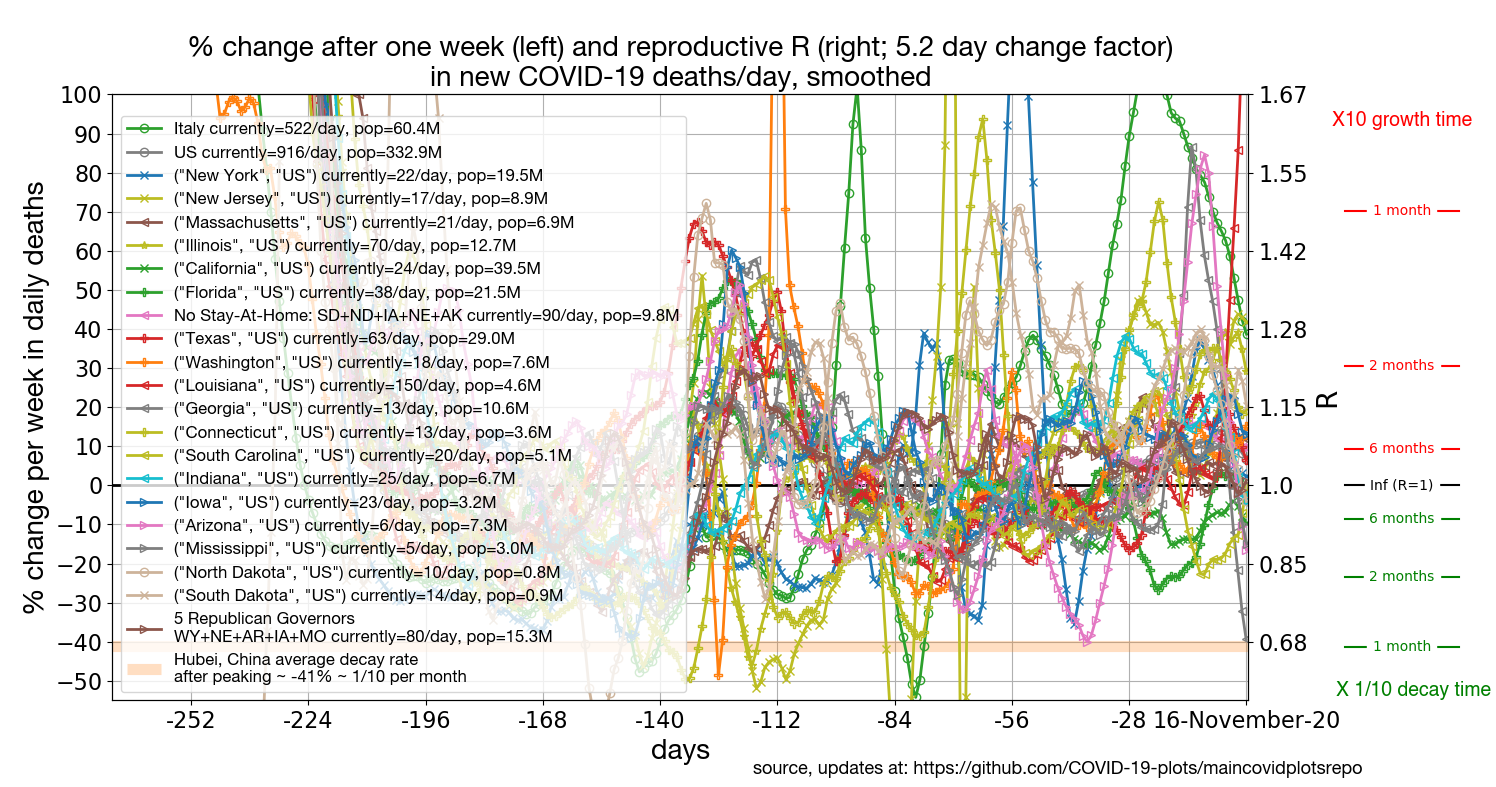 % change after one week (left) and reproductive R (right; 5.2 day change factor)
in new COVID-19 deaths/day, smoothed
% change per week in daily deaths
100
90
80
70
60
50
40
30
20
10
0
−10
−20
−30
−40
−50
Italy currently=522/day, pop=60.4M
US currently=916/day, pop=332.9M
("New York", "US") currently=22/day, pop=19.5M
("New Jersey", "US") currently=17/day, pop=8.9M
("Massachusetts", "US") currently=21/day, pop=6.9M
("Illinois", "US") currently=70/day, pop=12.7M
("California", "US") currently=24/day, pop=39.5M
("Florida", "US") currently=38/day, pop=21.5M
No Stay-At-Home: SD+ND+IA+NE+AK currently=90/day, pop=9.8M
("Texas", "US") currently=63/day, pop=29.0M
("Washington", "US") currently=18/day, pop=7.6M
("Louisiana", "US") currently=150/day, pop=4.6M
("Georgia", "US") currently=13/day, pop=10.6M
("Connecticut", "US") currently=13/day, pop=3.6M
("South Carolina", "US") currently=20/day, pop=5.1M
("Indiana", "US") currently=25/day, pop=6.7M
("Iowa", "US") currently=23/day, pop=3.2M
("Arizona", "US") currently=6/day, pop=7.3M
("Mississippi", "US") currently=5/day, pop=3.0M
("North Dakota", "US") currently=10/day, pop=0.8M
("South Dakota", "US") currently=14/day, pop=0.9M
5 Republican Governors
WY+NE+AR+IA+MO currently=80/day, pop=15.3M
Hubei, China average decay rate
after peaking ~ -41% ~ 1/10 per month
1.67
1.55
1.42
1.28
1.15
1.0
0.85
0.68
R
X10 growth time
1 month
2 months
6 months
Inf (R=1)
6 months
2 months
1 month
X 1/10 decay time
-252 -224 -196 -168 -140 -112 -84 -56 -28 16-November-20
days
source, updates at: https://github.com/COVID-19-plots/maincovidplotsrepo